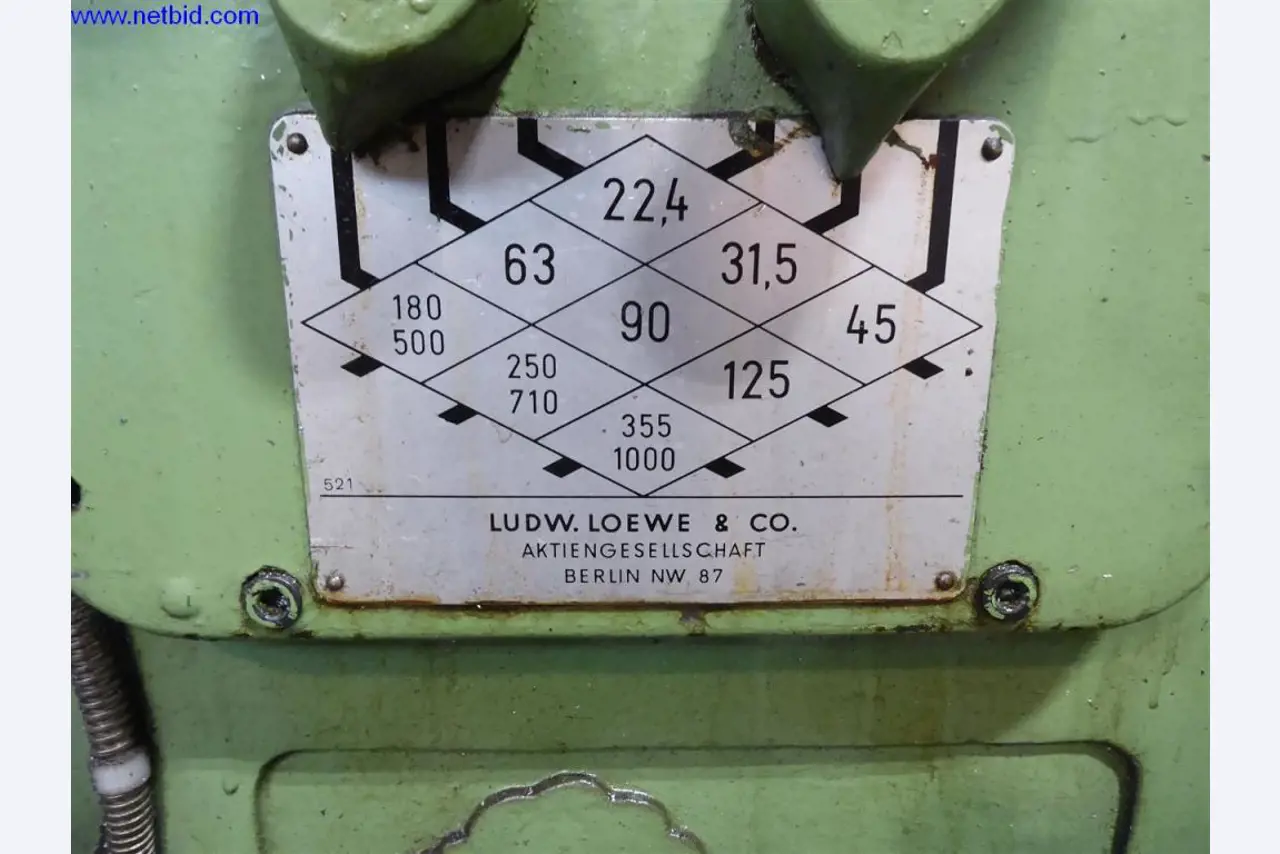 www.netbid.com
22,4
63 31,5
180 90 45
500
250 125
710
355
1000
521
LUDW. LOEWE & CO.
AKTIENGESELLSCHAFT
BERLIN NW 87